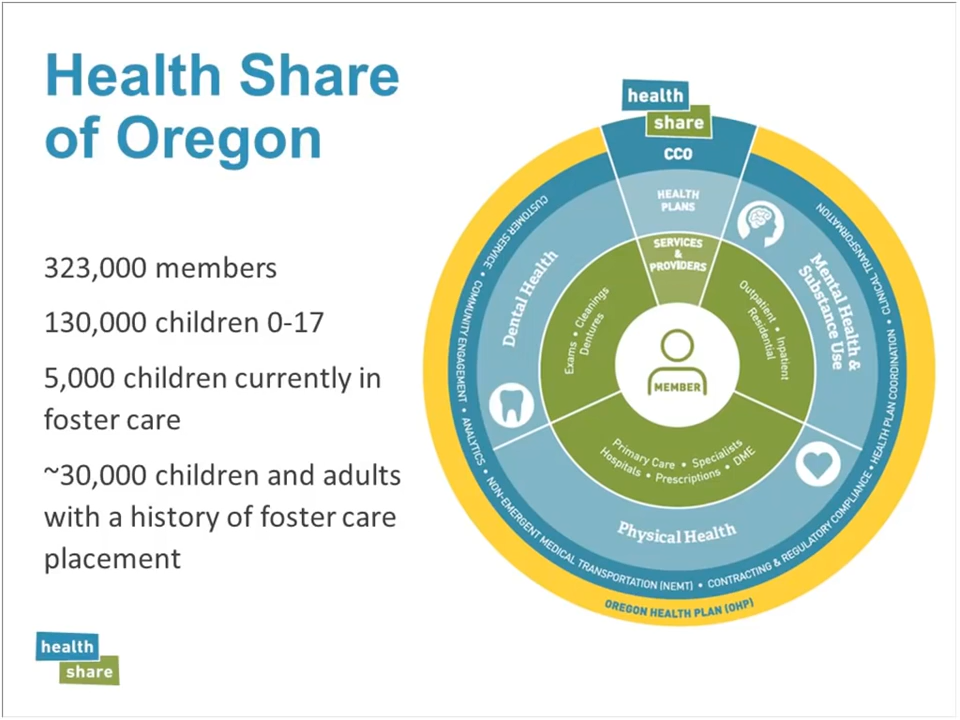 Health Share
of Oregon
323,000 members
130,000 children 0-17
5,000 children currently in
foster care
~30,000 children and adults
with a history of foster care
placement
health
share
health
share
CCO
HEALTH
PLANS
SERVICES
&
PROVIDERS
MEMBER
Dental Health
Exams • Cleanings
Dentures
Mental Health &
Substance Use
Outpatient • Inpatient
Residential
Primary Care • Specialists
Hospitals • Prescriptions • DME
Physical Health
CUSTOMER SERVICE • COMMUNITY ENGAGEMENT • ANALYTICS • NON-EMERGENT MEDICAL TRANSPORTATION (NEMT) • CONTRACTING & REGULATORY COMPLIANCE • HEALTH PLAN COORDINATION • CLINICAL TRANSFORMATION
OREGON HEALTH PLAN (OHP)